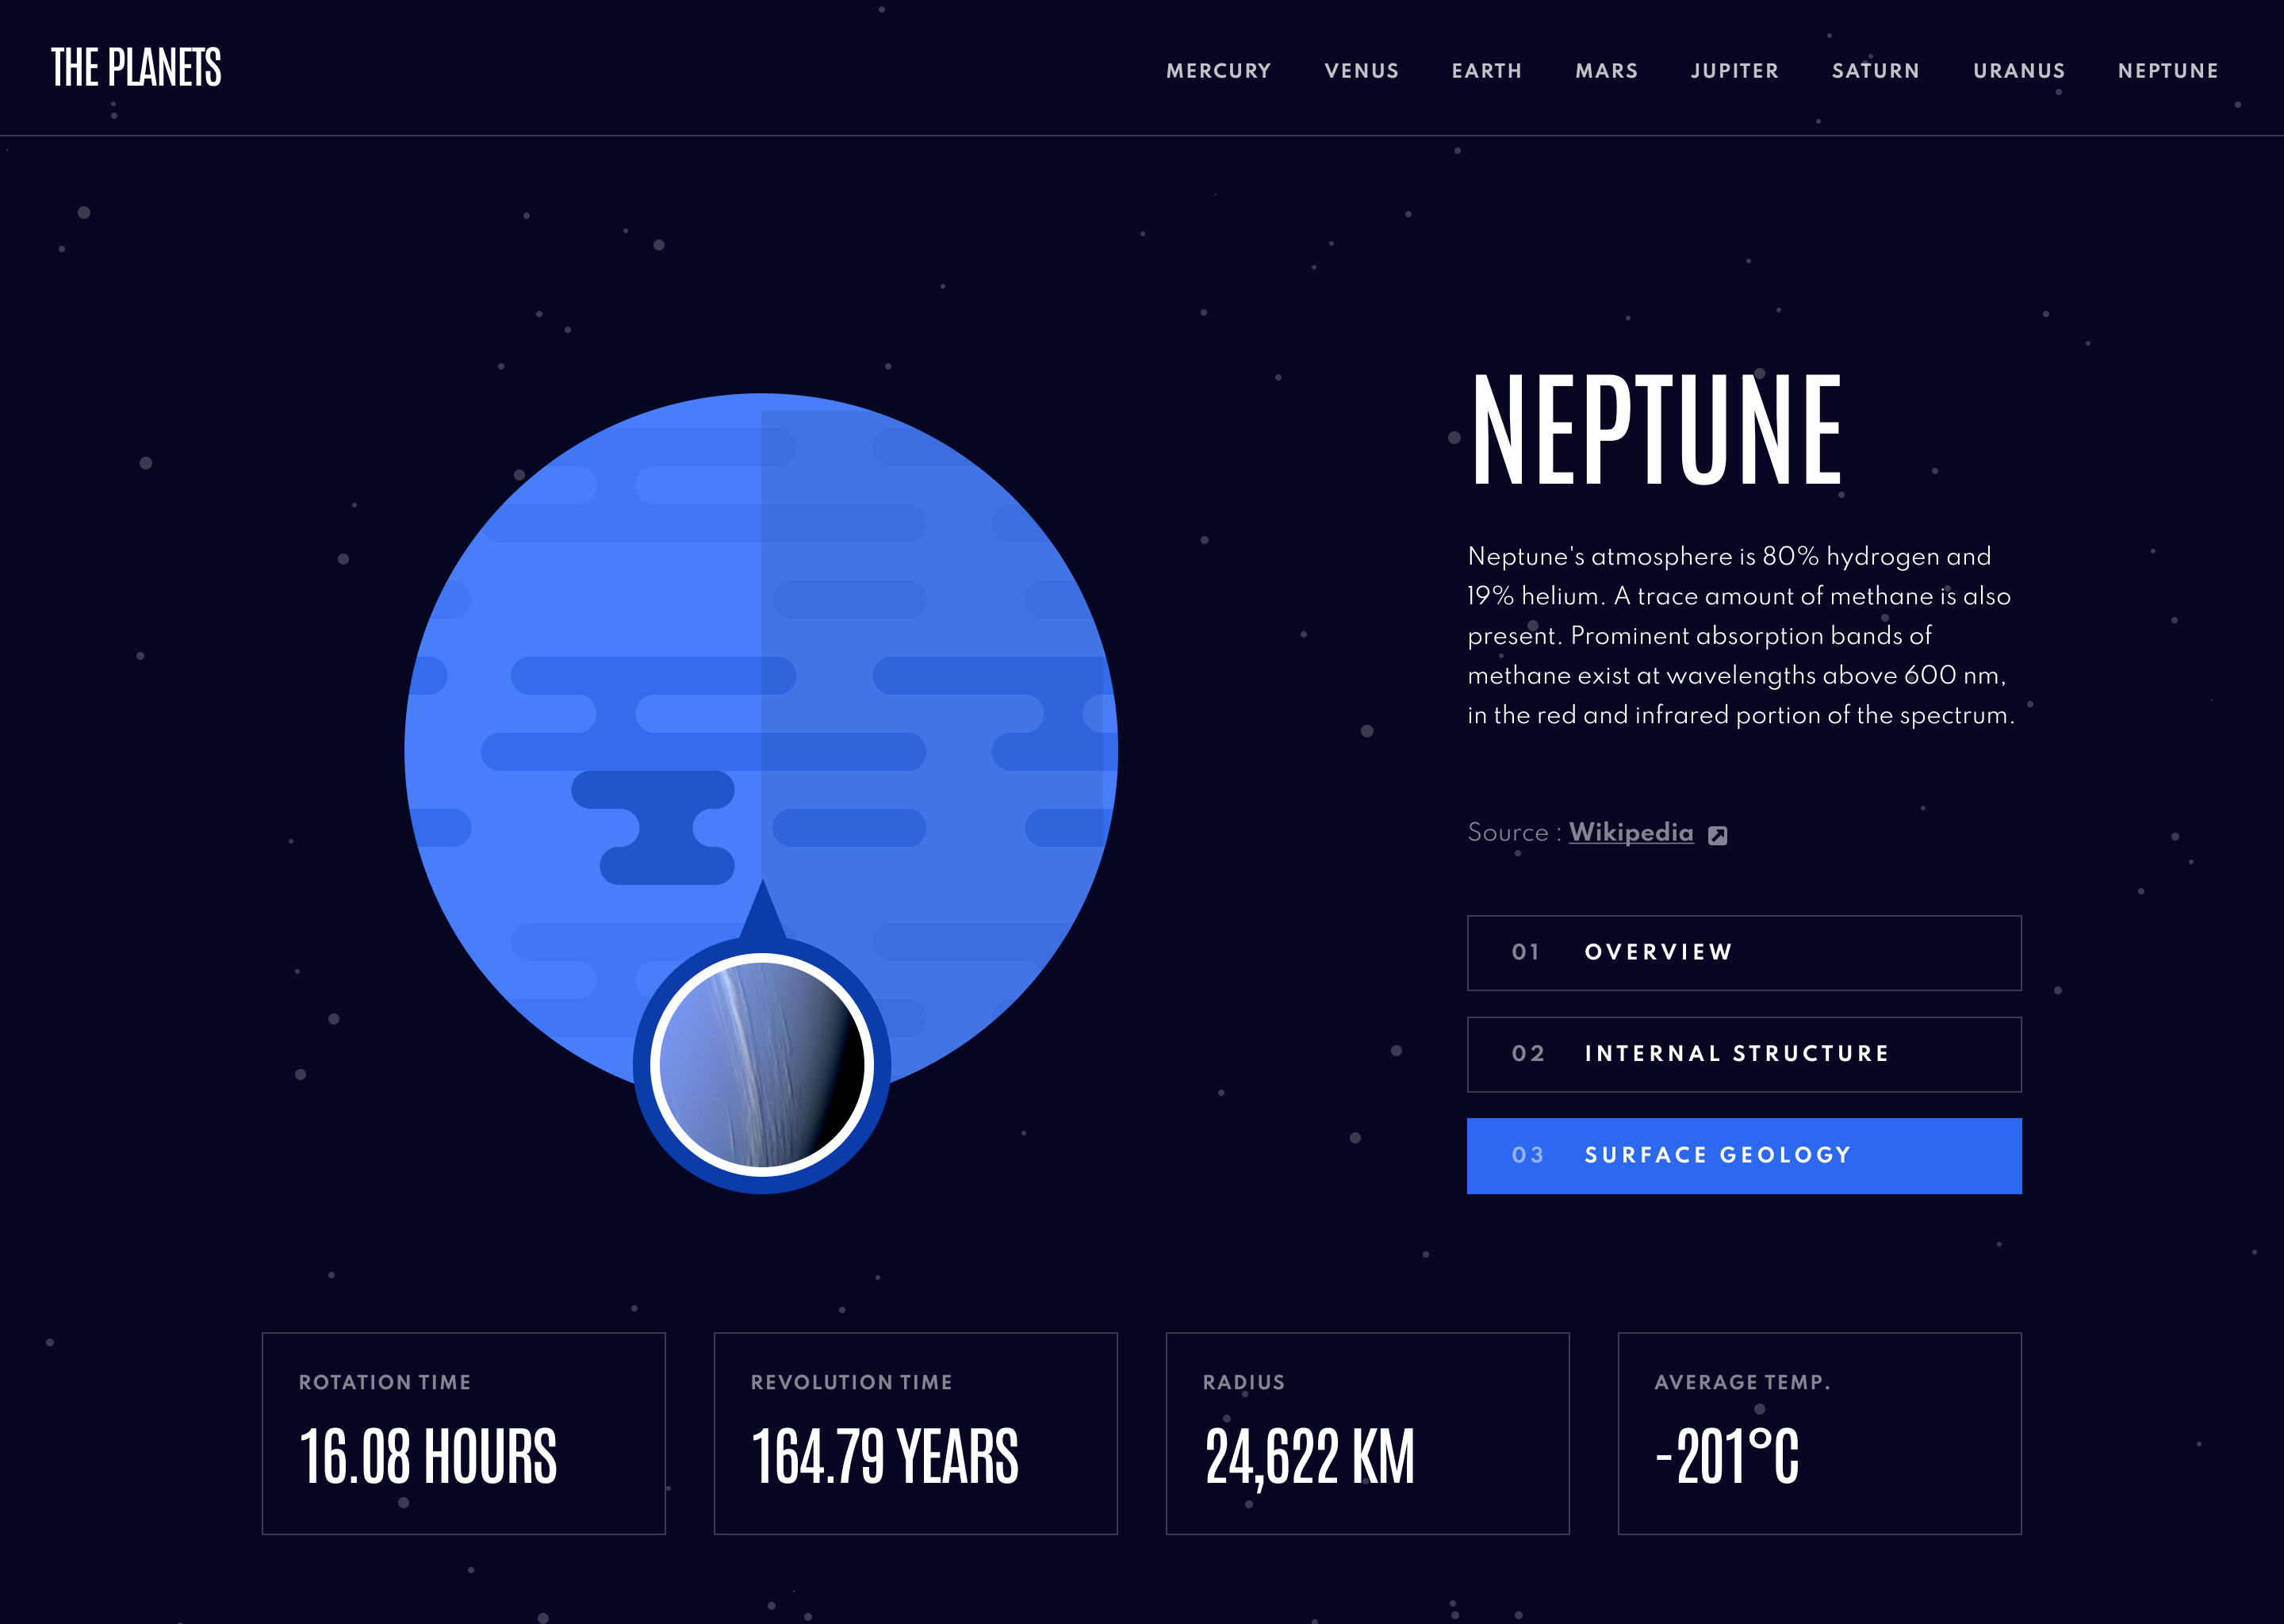 THE PLANETS
MERCURY VENUS EARTH MARS JUPITER SATURN URANUS NEPTUNE
NEPTUNE
Neptune's atmosphere is 80% hydrogen and
19% helium. A trace amount of methane is also
present. Prominent absorption bands of
methane exist at wavelengths above 600 nm,
in the red and infrared portion of the spectrum.
Source : Wikipedia
01 OVERVIEW
02 INTERNAL STRUCTURE
03 SURFACE GEOLOGY
ROTATION TIME
16.08 HOURS
REVOLUTION TIME
164.79 YEARS
RADIUS
24,622 KM
AVERAGE TEMP.
-201°C